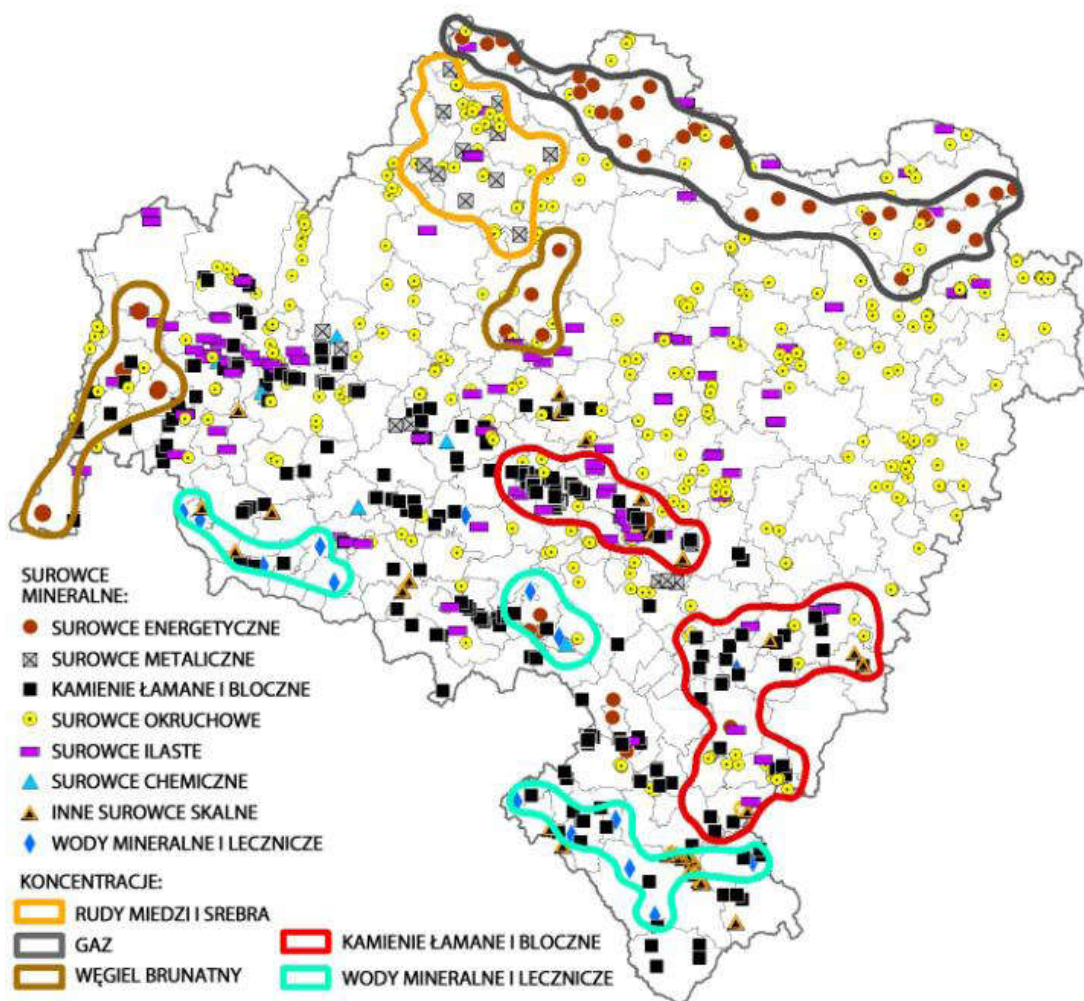 SUROWCE
MINERALNE:
SUROWCE ENERGETYCZNE
SUROWCE METALICZNE
KAMIENIE ŁAMANE I BLOCZNE
SUROWCE OKRUCHOWE
SUROWCE ILASTE
SUROWCE CHEMICZNE
INNE SUROWCE SKALNE
WODY MINERALNE I LECZNICZE
KONCENTRACJE:
RUDY MIEDZI I SREBRA
GAZ
WĘGIEL BRUNATNY
KAMIENIE ŁAMANE I BLOCZNE
WODY MINERALNE I LECZNICZE